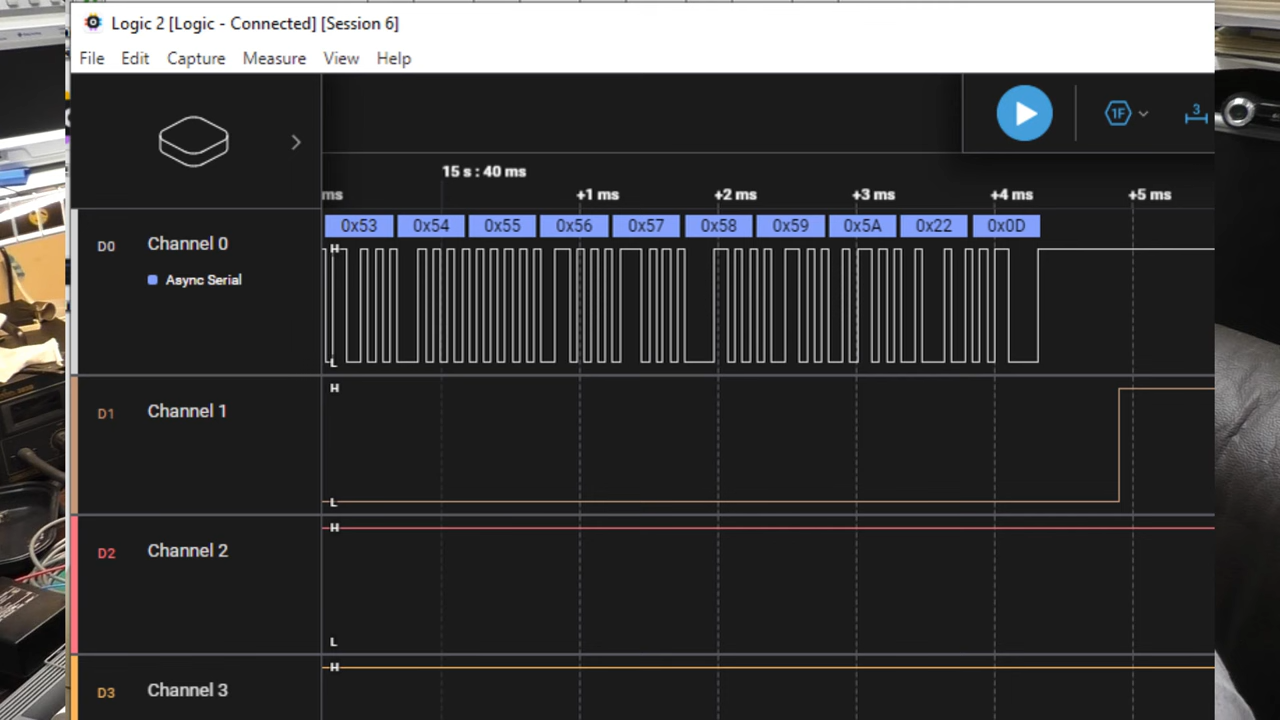 Logic 2 [Logic - Connected] [Session 6]
File Edit Capture Measure View Help
1F 3
15 s : 40 ms
ms +1 ms +2 ms +3 ms +4 ms +5 ms
0x53 0x54 0x55 0x56 0x57 0x58 0x59 0x5A 0x22 0x0D
D0 Channel 0 H
Async Serial
L
H
D1 Channel 1
L
H
D2 Channel 2
L
H
D3 Channel 3